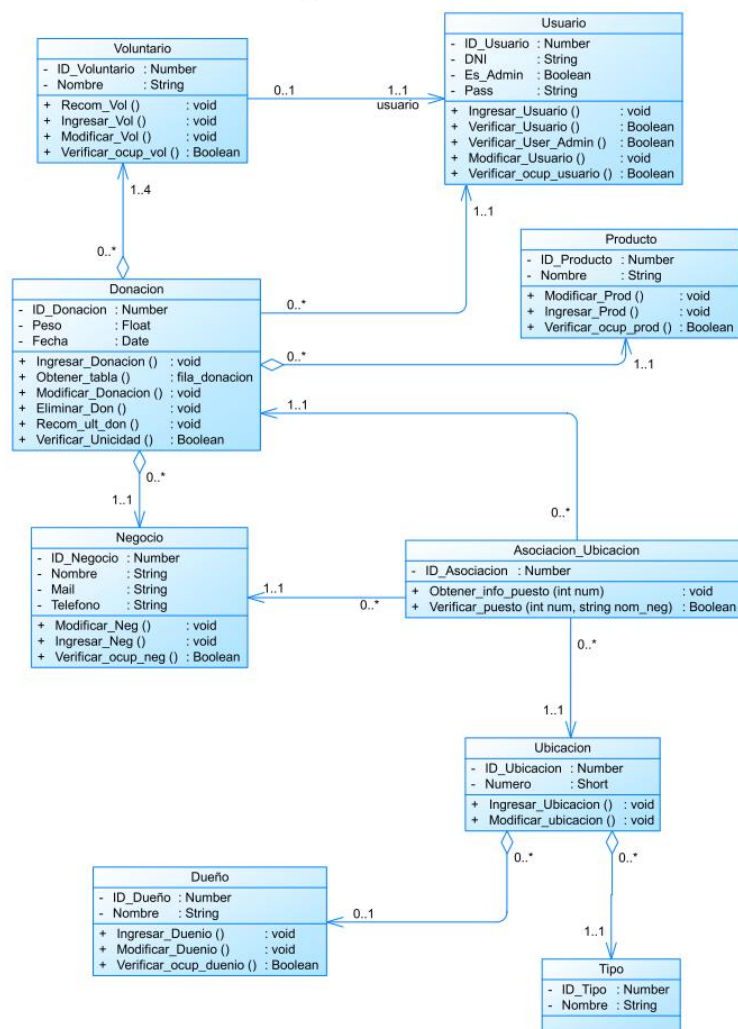 Voluntario
- ID_Voluntario : Number
- Nombre : String
+ Recom_Vol () : void
+ Ingresar_Vol () : void
+ Modificar_Vol () : void
+ Verificar_ocup_vol () : Boolean
Usuario
- ID_Usuario : Number
- DNI : String
- Es_Admin : Boolean
- Pass : String
+ Ingresar_Usuario () : void
+ Verificar_Usuario () : Boolean
+ Verificar_User_Admin () : Boolean
+ Modificar_Usuario () : void
+ Verificar_ocup_usuario () : Boolean
0..1
1..1
usuario
1..4
0..*
1..1
0..*
Producto
- ID_Producto : Number
- Nombre : String
+ Modificar_Prod () : void
+ Ingresar_Prod () : void
+ Verificar_ocup_prod () : Boolean
Donacion
- ID_Donacion : Number
- Peso : Float
- Fecha : Date
+ Ingresar_Donacion () : void
+ Obtener_tabla () : fila_donacion
+ Modificar_Donacion () : void
+ Eliminar_Don () : void
+ Recom_ult_don () : void
+ Verificar_Unicidad () : Boolean
0..*
1..1
1..1
0..*
0..*
1..1
Negocio
- ID_Negocio : Number
- Nombre : String
- Mail : String
- Telefono : String
+ Modificar_Neg () : void
+ Ingresar_Neg () : void
+ Verificar_ocup_neg () : Boolean
Asociacion_Ubicacion
- ID_Asociacion : Number
+ Obtener_info_puesto (int num) : void
+ Verificar_puesto (int num, string nom_neg) : Boolean
1..1
0..*
0..*
1..1
Ubicacion
- ID_Ubicacion : Number
- Numero : Short
+ Ingresar_Ubicacion () : void
+ Modificar_ubicacion () : void
0..*
0..*
Dueño
- ID_Dueño : Number
- Nombre : String
+ Ingresar_Duenio () : void
+ Modificar_Duenio () : void
+ Verificar_ocup_duenio () : Boolean
0..1
1..1
Tipo
- ID_Tipo : Number
- Nombre : String